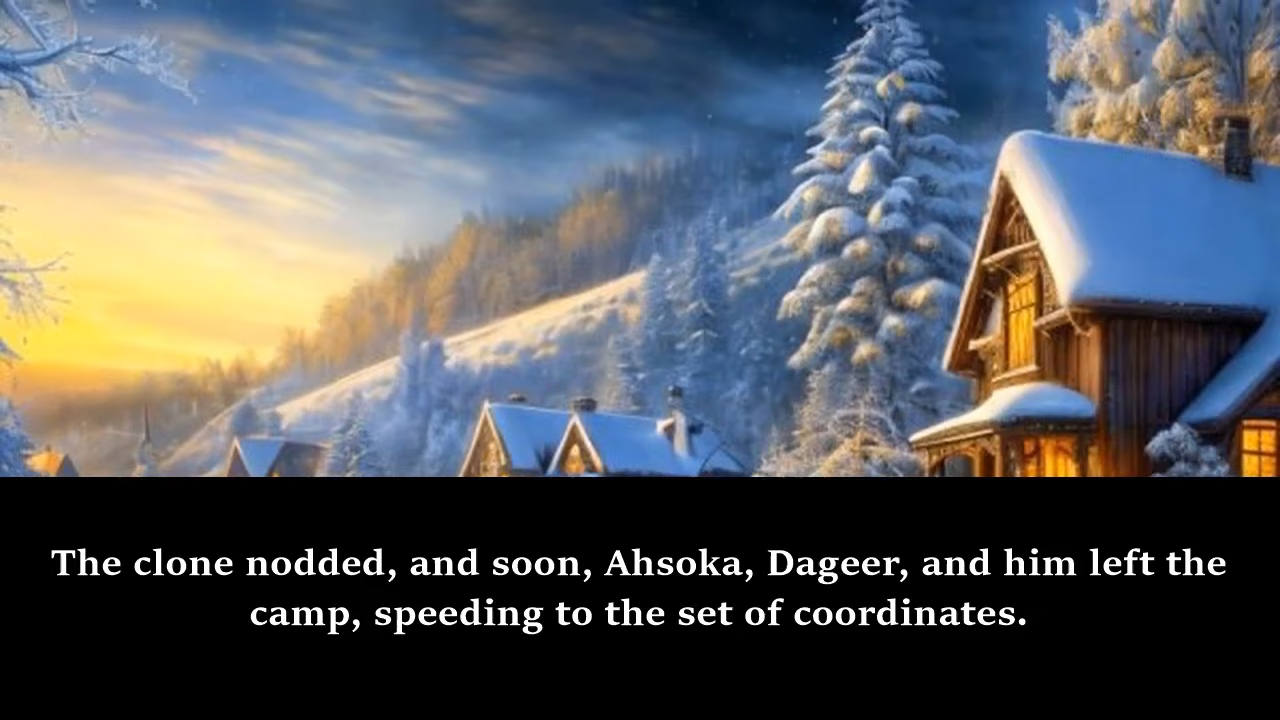 The clone nodded, and soon, Ahsoka, Dageer, and him left the
camp, speeding to the set of coordinates.